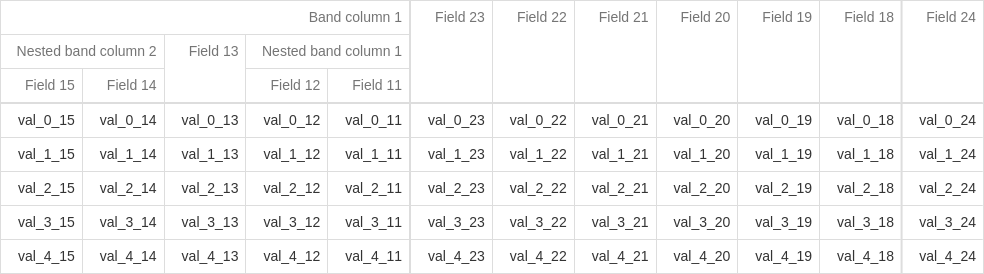 Band column 1 Field 23 Field 22 Field 21 Field 20 Field 19 Field 18 Field 24
Nested band column 2 Field 13 Nested band column 1
Field 15 Field 14 Field 12 Field 11
val_0_15 val_0_14 val_0_13 val_0_12 val_0_11 val_0_23 val_0_22 val_0_21 val_0_20 val_0_19 val_0_18 val_0_24
val_1_15 val_1_14 val_1_13 val_1_12 val_1_11 val_1_23 val_1_22 val_1_21 val_1_20 val_1_19 val_1_18 val_1_24
val_2_15 val_2_14 val_2_13 val_2_12 val_2_11 val_2_23 val_2_22 val_2_21 val_2_20 val_2_19 val_2_18 val_2_24
val_3_15 val_3_14 val_3_13 val_3_12 val_3_11 val_3_23 val_3_22 val_3_21 val_3_20 val_3_19 val_3_18 val_3_24
val_4_15 val_4_14 val_4_13 val_4_12 val_4_11 val_4_23 val_4_22 val_4_21 val_4_20 val_4_19 val_4_18 val_4_24